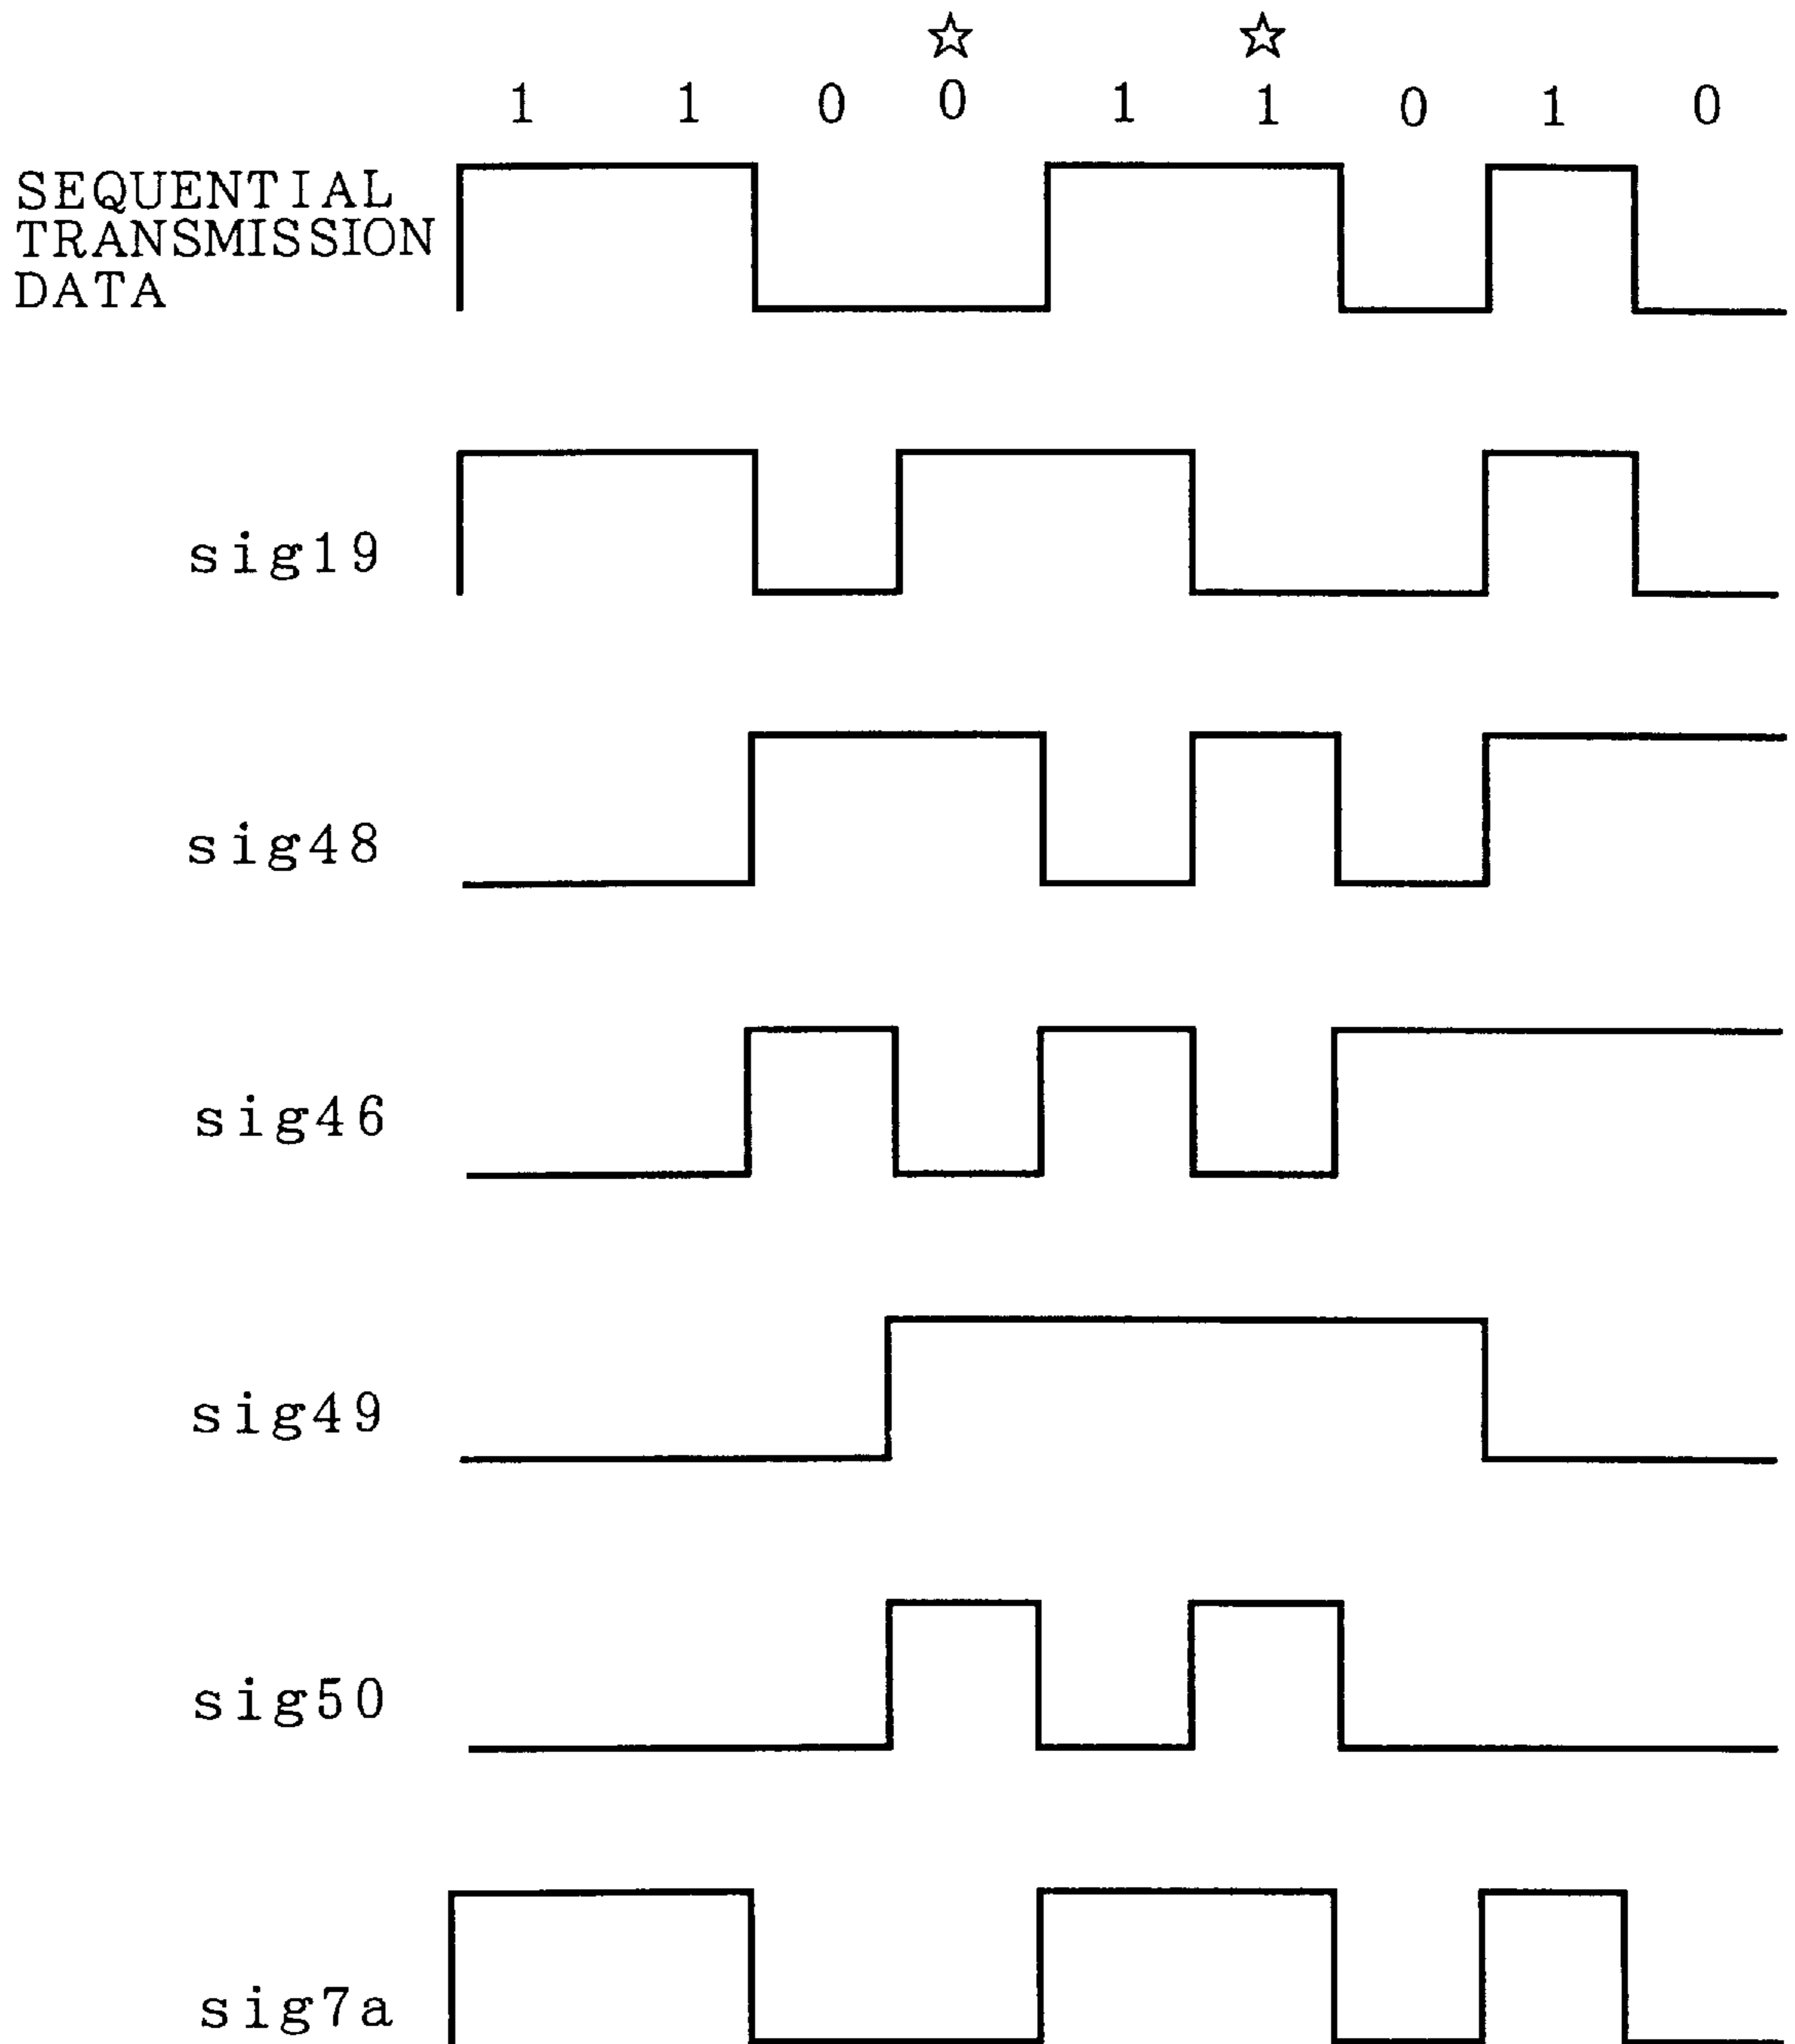 ☆ ☆
1 1 0 0 1 1 0 1 0
SEQUENTIAL
TRANSMISSION
DATA
sig19
sig48
sig46
sig49
sig50
sig7a